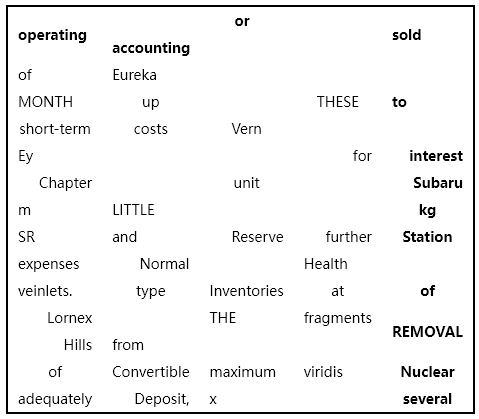 operating or sold
accounting
of Eureka
MONTH up THESE to
short-term costs Vern
Ey for interest
Chapter unit Subaru
m LITTLE kg
SR and Reserve further Station
expenses Normal Health
veinlets. type Inventories at of
Lornex THE fragments REMOVAL
Hills from
of Convertible maximum viridis Nuclear
adequately Deposit, x several